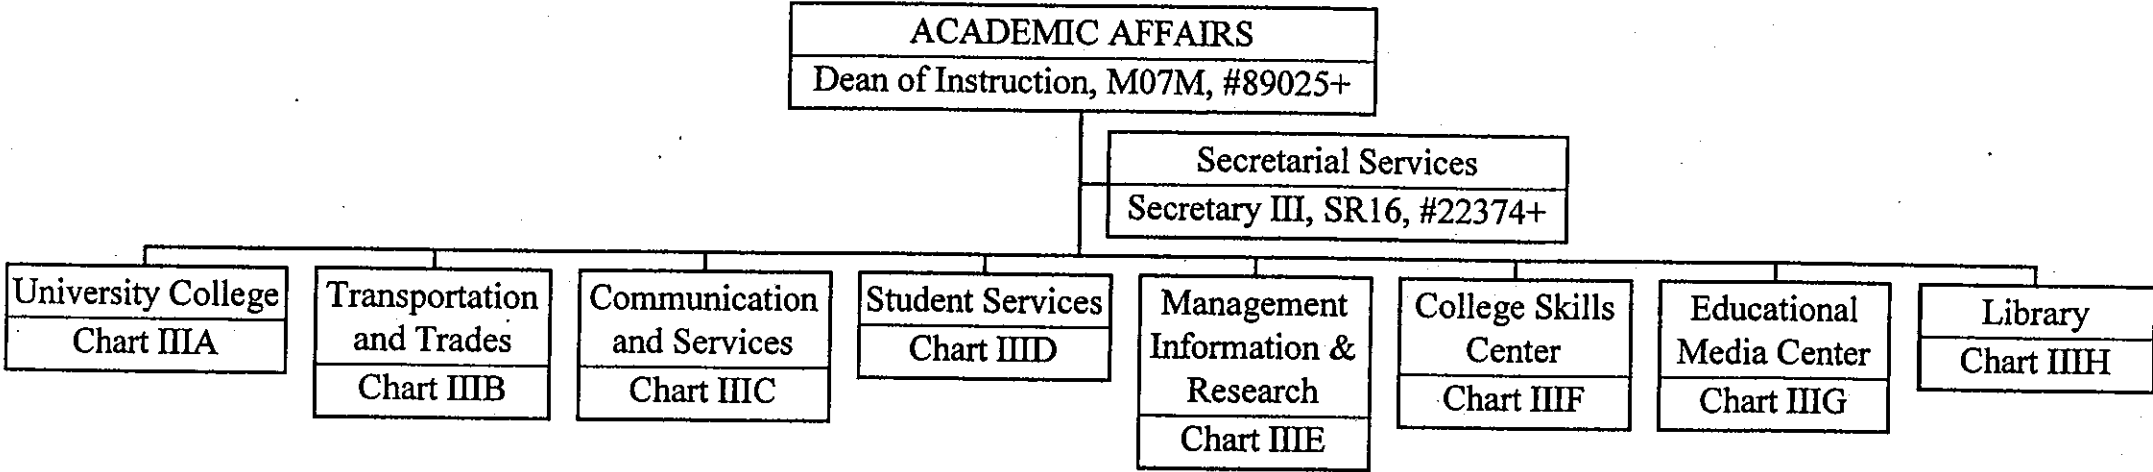 ACADEMIC AFFAIRS
Dean of Instruction, M07M, #89025+
Secretarial Services
Secretary III, SR16, #22374+
University College
Chart IIIA
Transportation
and Trades
Chart IIIB
Communication
and Services
Chart IIIC
Student Services
Chart IIID
Management
Information &
Research
Chart IIIE
College Skills
Center
Chart IIIF
Educational
Media Center
Chart IIIG
Library
Chart IIIH